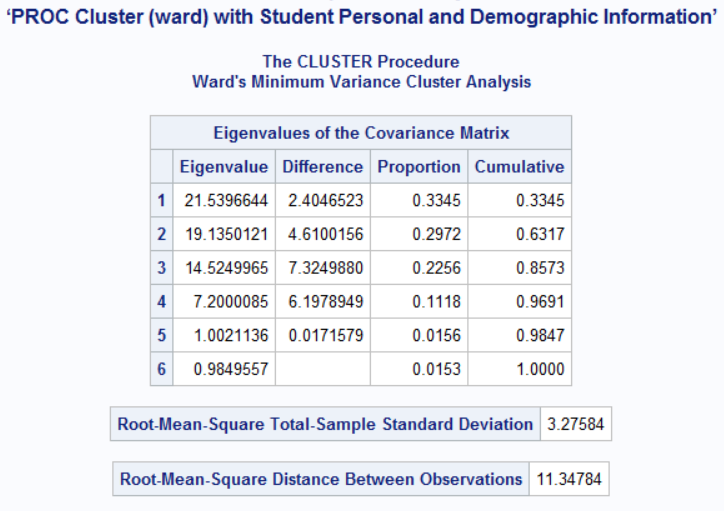 ‘PROC Cluster (ward) with Student Personal and Demographic Information’
The CLUSTER Procedure
Ward's Minimum Variance Cluster Analysis
Eigenvalues of the Covariance Matrix
Eigenvalue Difference Proportion Cumulative
1 21.5396644 2.4046523 0.3345 0.3345
2 19.1350121 4.6100156 0.2972 0.6317
3 14.5249965 7.3249880 0.2256 0.8573
4 7.2000085 6.1978949 0.1118 0.9691
5 1.0021136 0.0171579 0.0156 0.9847
6 0.9849557 0.0153 1.0000
Root-Mean-Square Total-Sample Standard Deviation 3.27584
Root-Mean-Square Distance Between Observations 11.34784